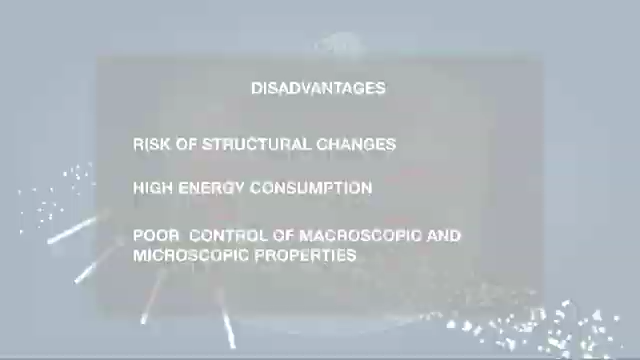 DISADVANTAGES
RISK OF STRUCTURAL CHANGES
HIGH ENERGY CONSUMPTION
POOR CONTROL OF MACROSCOPIC AND
MICROSCOPIC PROPERTIES